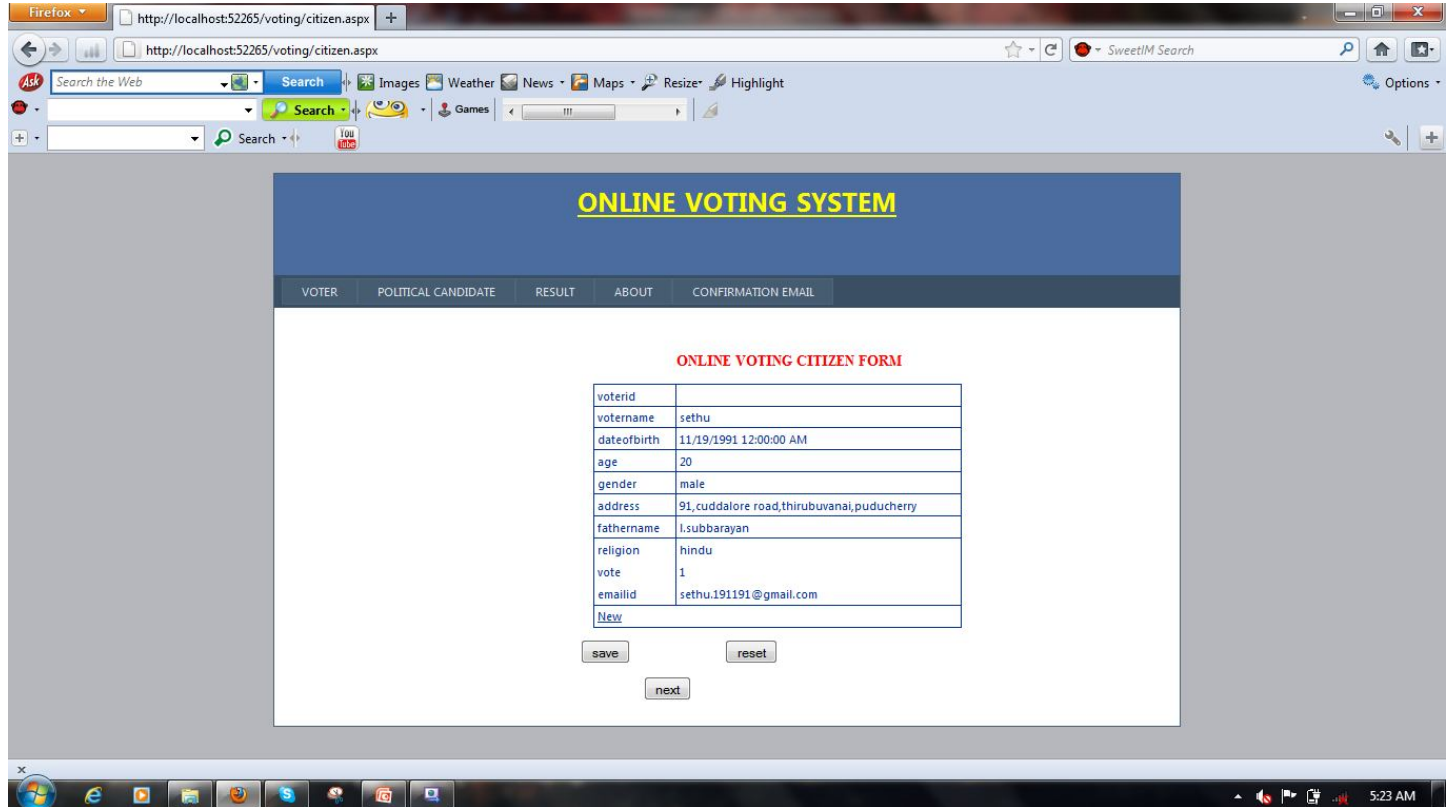 Firefox
http://localhost:52265/voting/citizen.aspx
http://localhost:52265/voting/citizen.aspx
SweetIM Search
Ask Search the Web Search Images Weather News Maps Resize Highlight Options
Search Games
Search You Tube
ONLINE VOTING SYSTEM
VOTER POLITICAL CANDIDATE RESULT ABOUT CONFIRMATION EMAIL
ONLINE VOTING CITIZEN FORM
voterid
votername sethu
dateofbirth 11/19/1991 12:00:00 AM
age 20
gender male
address 91,cuddalore road,thirubuvanai,puducherry
fathername I.subbarayan
religion hindu
vote 1
emailid sethu.191191@gmail.com
New
save reset
next
5:23 AM